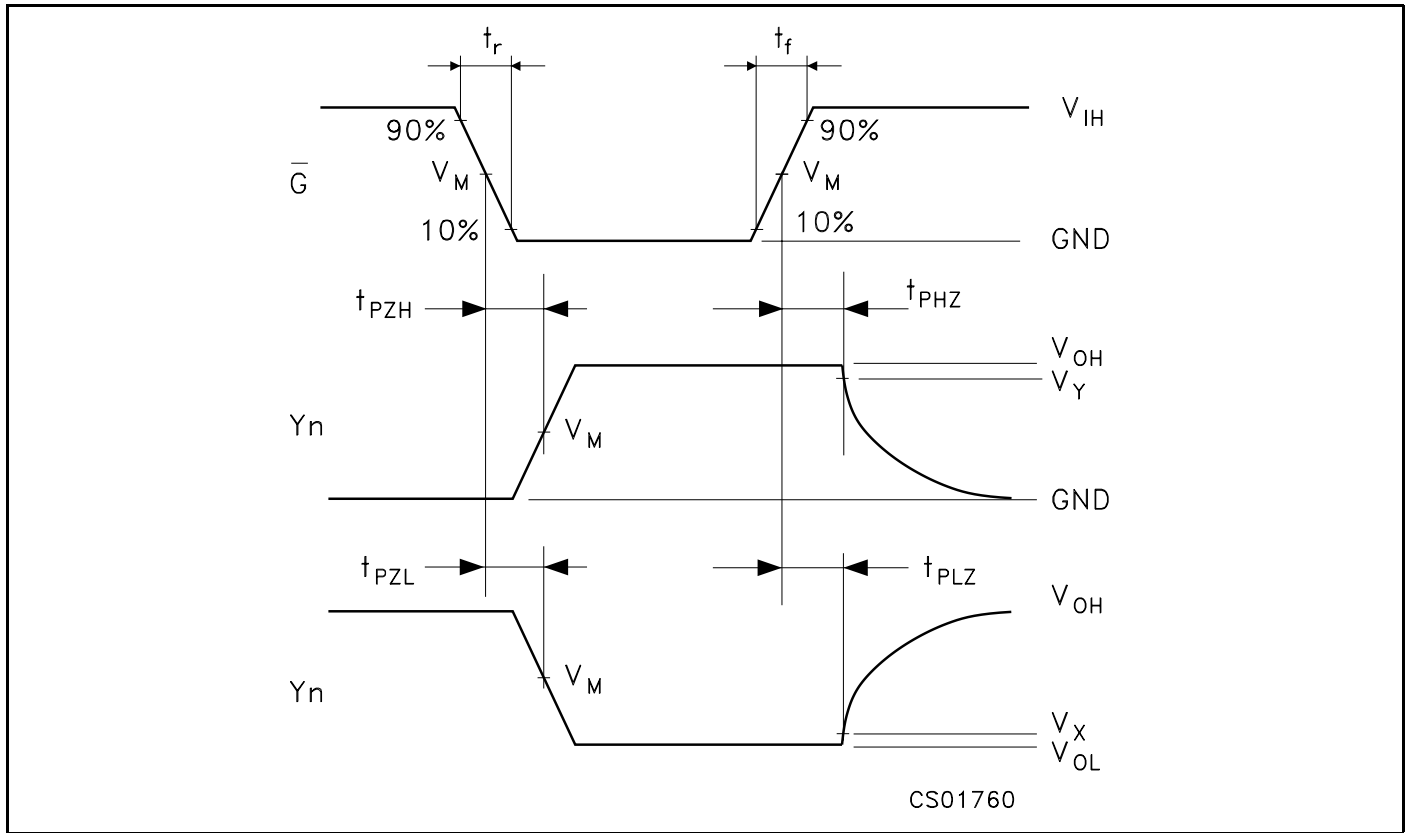 tr tf
VIH
90% 90%
VM VM
G̅
10% 10%
GND
tPZH tPHZ
VOH
VY
Yn VM
GND
tPZL tPLZ
VOH
VM
Yn
VX
VOL
CS01760